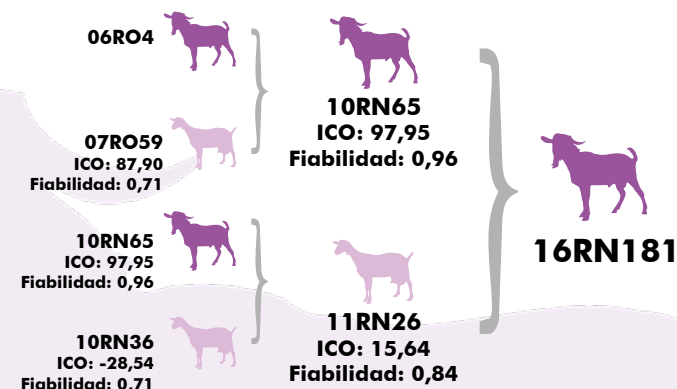 06RO4
07RO59
ICO: 87,90
Fiabilidad: 0,71
10RN65
ICO: 97,95
Fiabilidad: 0,96
10RN36
ICO: -28,54
Fiabilidad: 0,71
10RN65
ICO: 97,95
Fiabilidad: 0,96
11RN26
ICO: 15,64
Fiabilidad: 0,84
16RN181